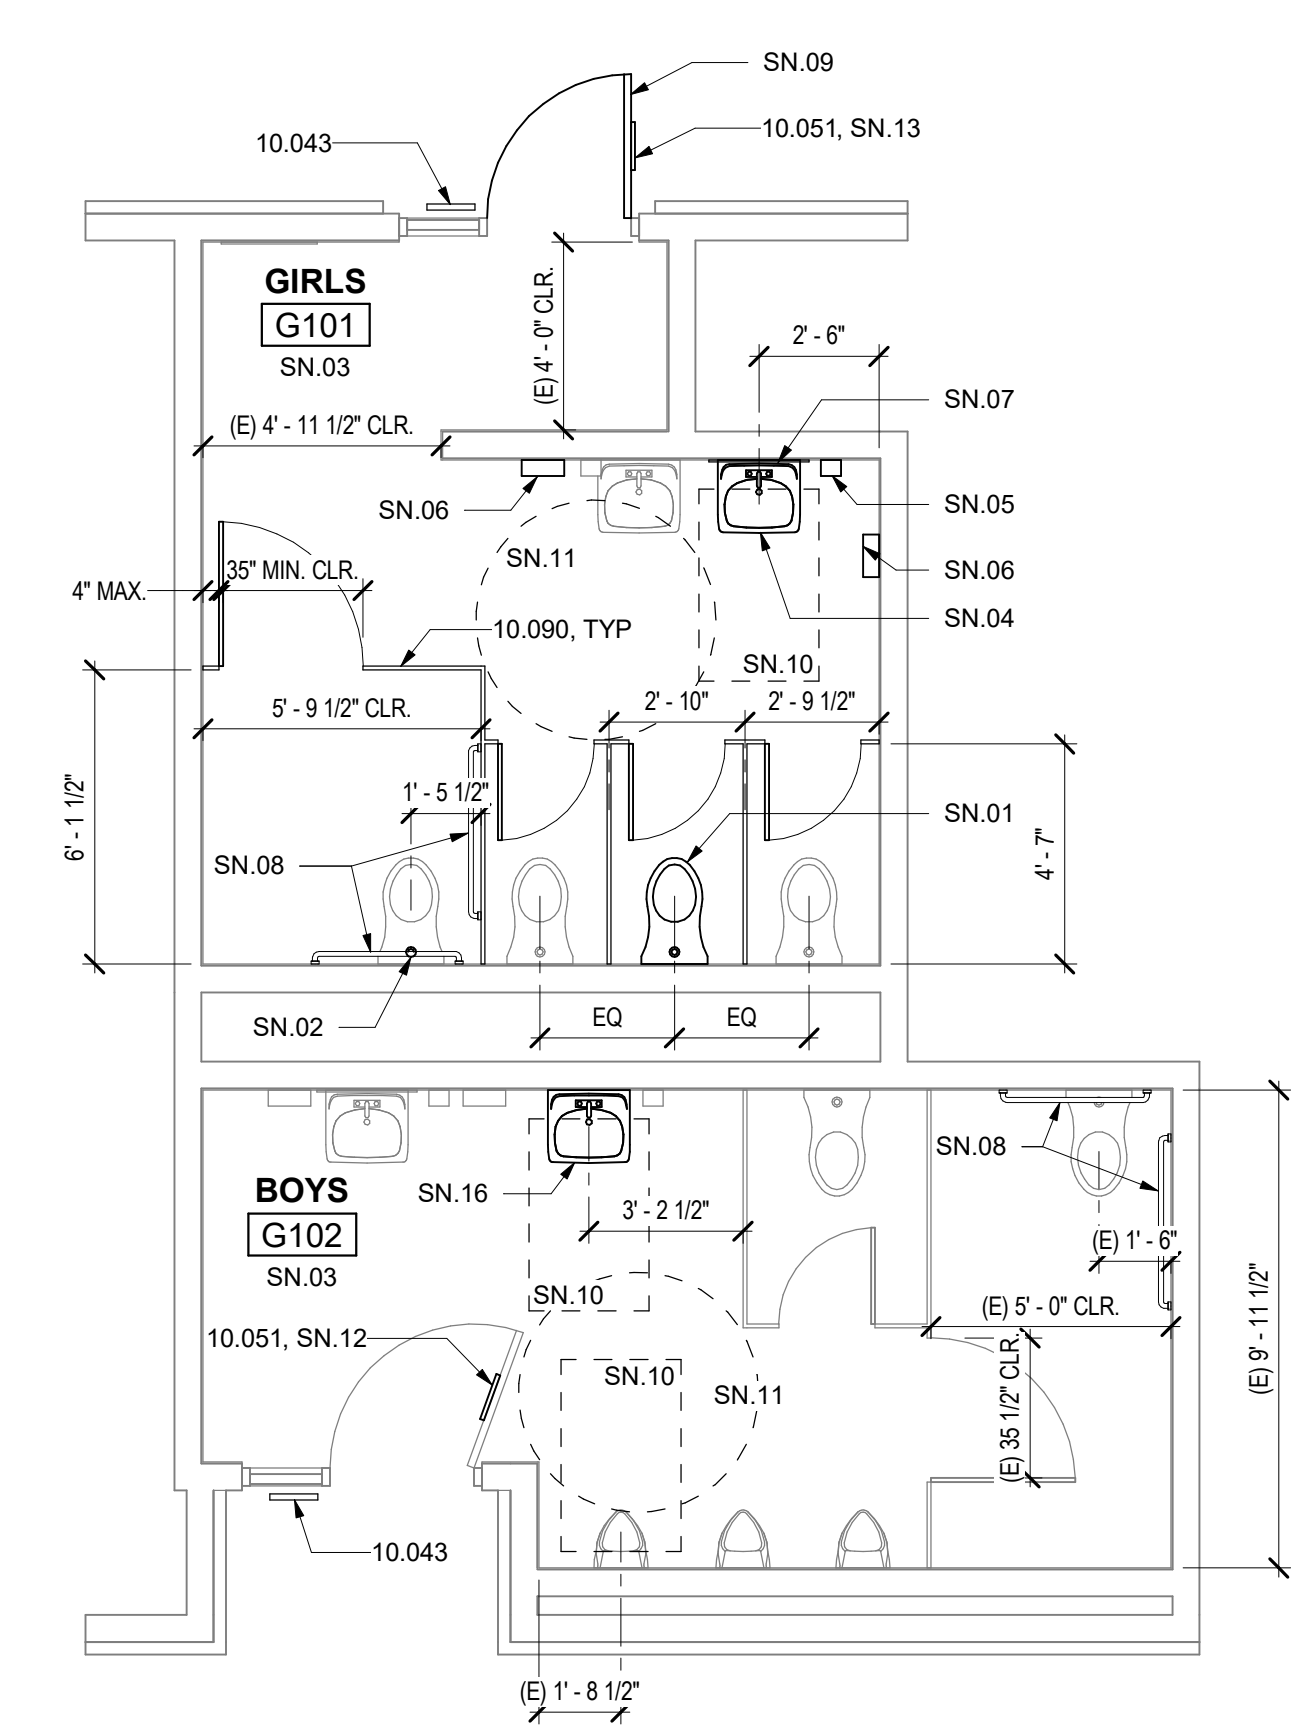 SN.09
10.051, SN.13
10.043
GIRLS
G101
SN.03
(E) 4' - 0" CLR.
2' - 6"
SN.07
(E) 4' - 11 1/2" CLR.
SN.06
SN.05
SN.11
SN.06
35" MIN. CLR.
4" MAX.
SN.04
10.090, TYP
SN.10
5' - 9 1/2" CLR.
2' - 10"
2' - 9 1/2"
1' - 5 1/2"
6' - 1 1/2"
SN.01
4' - 7"
SN.08
SN.02
EQ
EQ
SN.08
BOYS
G102
SN.03
SN.16
3' - 2 1/2"
(E) 1' - 6"
SN.10
(E) 5' - 0" CLR.
10.051, SN.12
SN.10
SN.11
(E) 35 1/2" CLR.
(E) 9' - 11 1/2"
10.043
(E) 1' - 8 1/2"